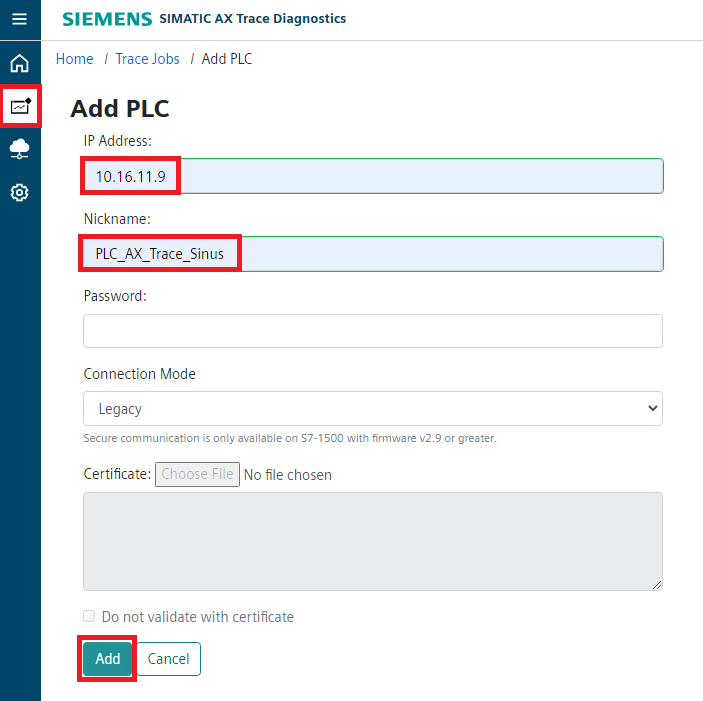 SIEMENS SIMATIC AX Trace Diagnostics
Home / Trace Jobs / Add PLC
Add PLC
IP Address:
10.16.11.9
Nickname:
PLC_AX_Trace_Sinus
Password:
Connection Mode
Legacy
Secure communication is only available on S7-1500 with firmware v2.9 or greater.
Certificate: Choose File No file chosen
Do not validate with certificate
Add Cancel